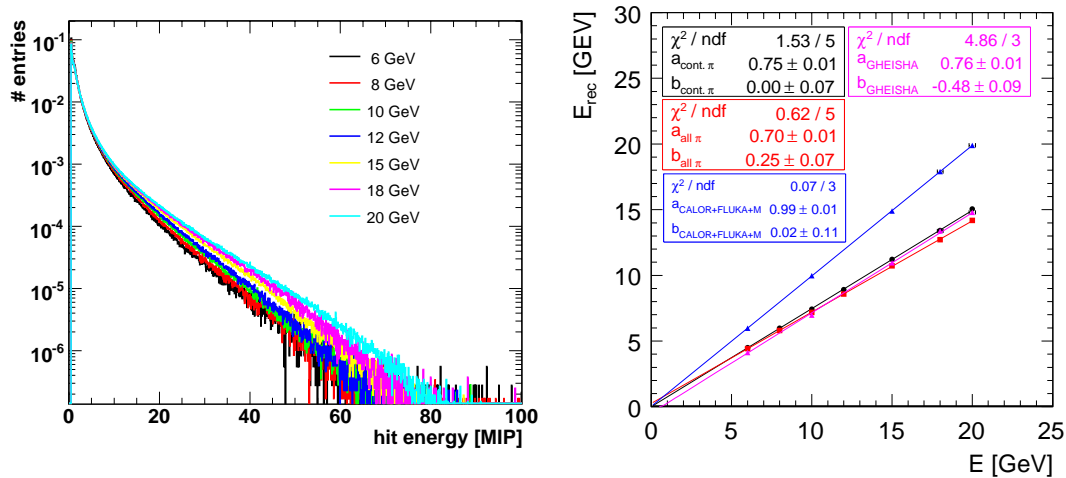 # entries
10⁻¹
10⁻²
10⁻³
10⁻⁴
10⁻⁵
10⁻⁶
6 GeV
8 GeV
10 GeV
12 GeV
15 GeV
18 GeV
20 GeV
0 20 40 60 80 100
hit energy [MIP]
E_rec [GEV]
30
25
20
15
10
5
0
χ² / ndf 1.53 / 5
a_cont. π 0.75 ± 0.01
b_cont. π 0.00 ± 0.07
χ² / ndf 4.86 / 3
a_GHEISHA 0.76 ± 0.01
b_GHEISHA -0.48 ± 0.09
χ² / ndf 0.62 / 5
a_all π 0.70 ± 0.01
b_all π 0.25 ± 0.07
χ² / ndf 0.07 / 3
a_CALOR+FLUKA+M 0.99 ± 0.01
b_CALOR+FLUKA+M 0.02 ± 0.11
0 5 10 15 20 25
E [GeV]